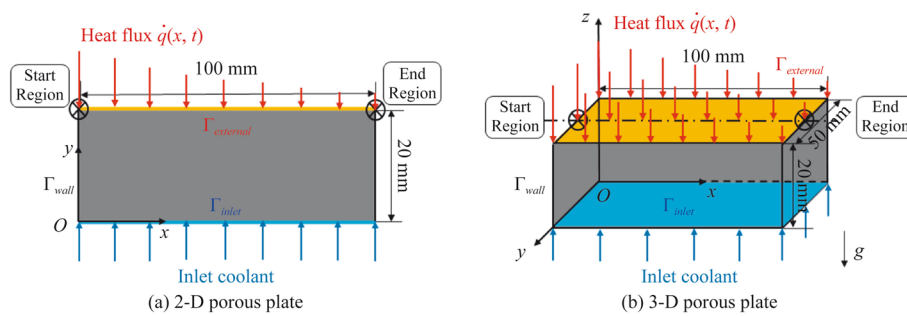 Heat flux q̇(x, t)
100 mm
Start
Region
End
Region
Γexternal
20 mm
y
Γwall
Γinlet
O
x
Inlet coolant
(a) 2-D porous plate
z
Heat flux q̇(x, t)
100 mm
Γexternal
Start
Region
End
Region
50 mm
20 mm
Γwall
x
O
Γinlet
y
g
Inlet coolant
(b) 3-D porous plate